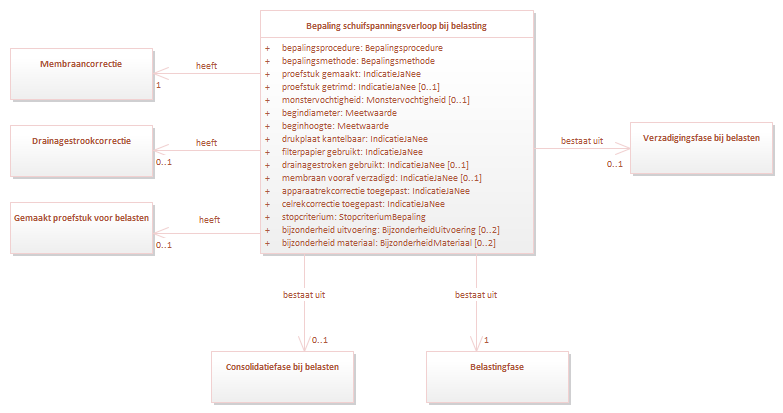 Bepaling schuifspanningsverloop bij belasting
+ bepalingsprocedure: Bepalingsprocedure
+ bepalingsmethode: Bepalingsmethode
+ proefstuk gemaakt: IndicatieJaNee
+ proefstuk getrimd: IndicatieJaNee [0..1]
+ monstervochtigheid: Monstervochtigheid [0..1]
+ begindiameter: Meetwaarde
+ beginhoogte: Meetwaarde
+ drukplaat kantelbaar: IndicatieJaNee
+ filterpapier gebruikt: IndicatieJaNee
+ drainagestroken gebruikt: IndicatieJaNee [0..1]
+ membraan vooraf verzadigd: IndicatieJaNee [0..1]
+ apparaatrekcorrectie toegepast: IndicatieJaNee
+ celrekcorrectie toegepast: IndicatieJaNee
+ stopcriterium: StopcriteriumBepaling
+ bijzonderheid uitvoering: BijzonderheidUitvoering [0..2]
+ bijzonderheid materiaal: BijzonderheidMateriaal [0..2]
Membraancorrectie
heeft
1
Drainagestrookcorrectie
heeft
0..1
Gemaakt proefstuk voor belasten
heeft
0..1
bestaat uit
0..1
Verzadigingsfase bij belasten
bestaat uit
0..1
Consolidatiefase bij belasten
bestaat uit
1
Belastingfase